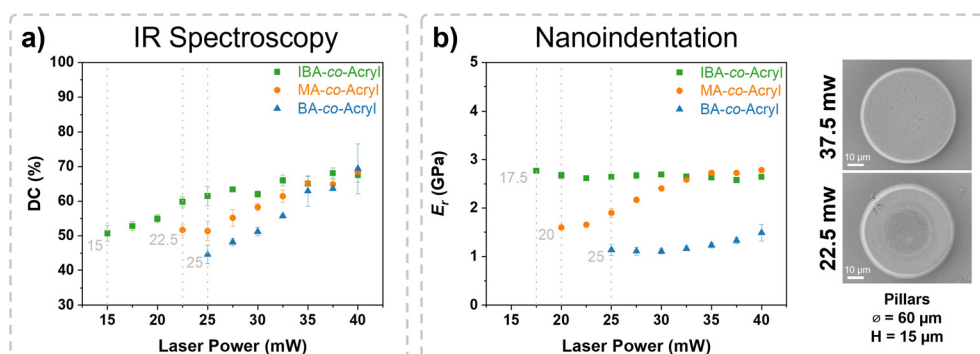 a) IR Spectroscopy
DC (%)
100
90
80
70
60
50
40
30
IBA-co-Acryl
MA-co-Acryl
BA-co-Acryl
15
22.5
25
15 20 25 30 35 40
Laser Power (mW)
b) Nanoindentation
Er (GPa)
5
4
3
2
1
0
IBA-co-Acryl
MA-co-Acryl
BA-co-Acryl
17.5
20
25
15 20 25 30 35 40
Laser Power (mW)
37.5 mw
10 µm
22.5 mw
10 µm
Pillars
⌀ = 60 µm
H = 15 µm